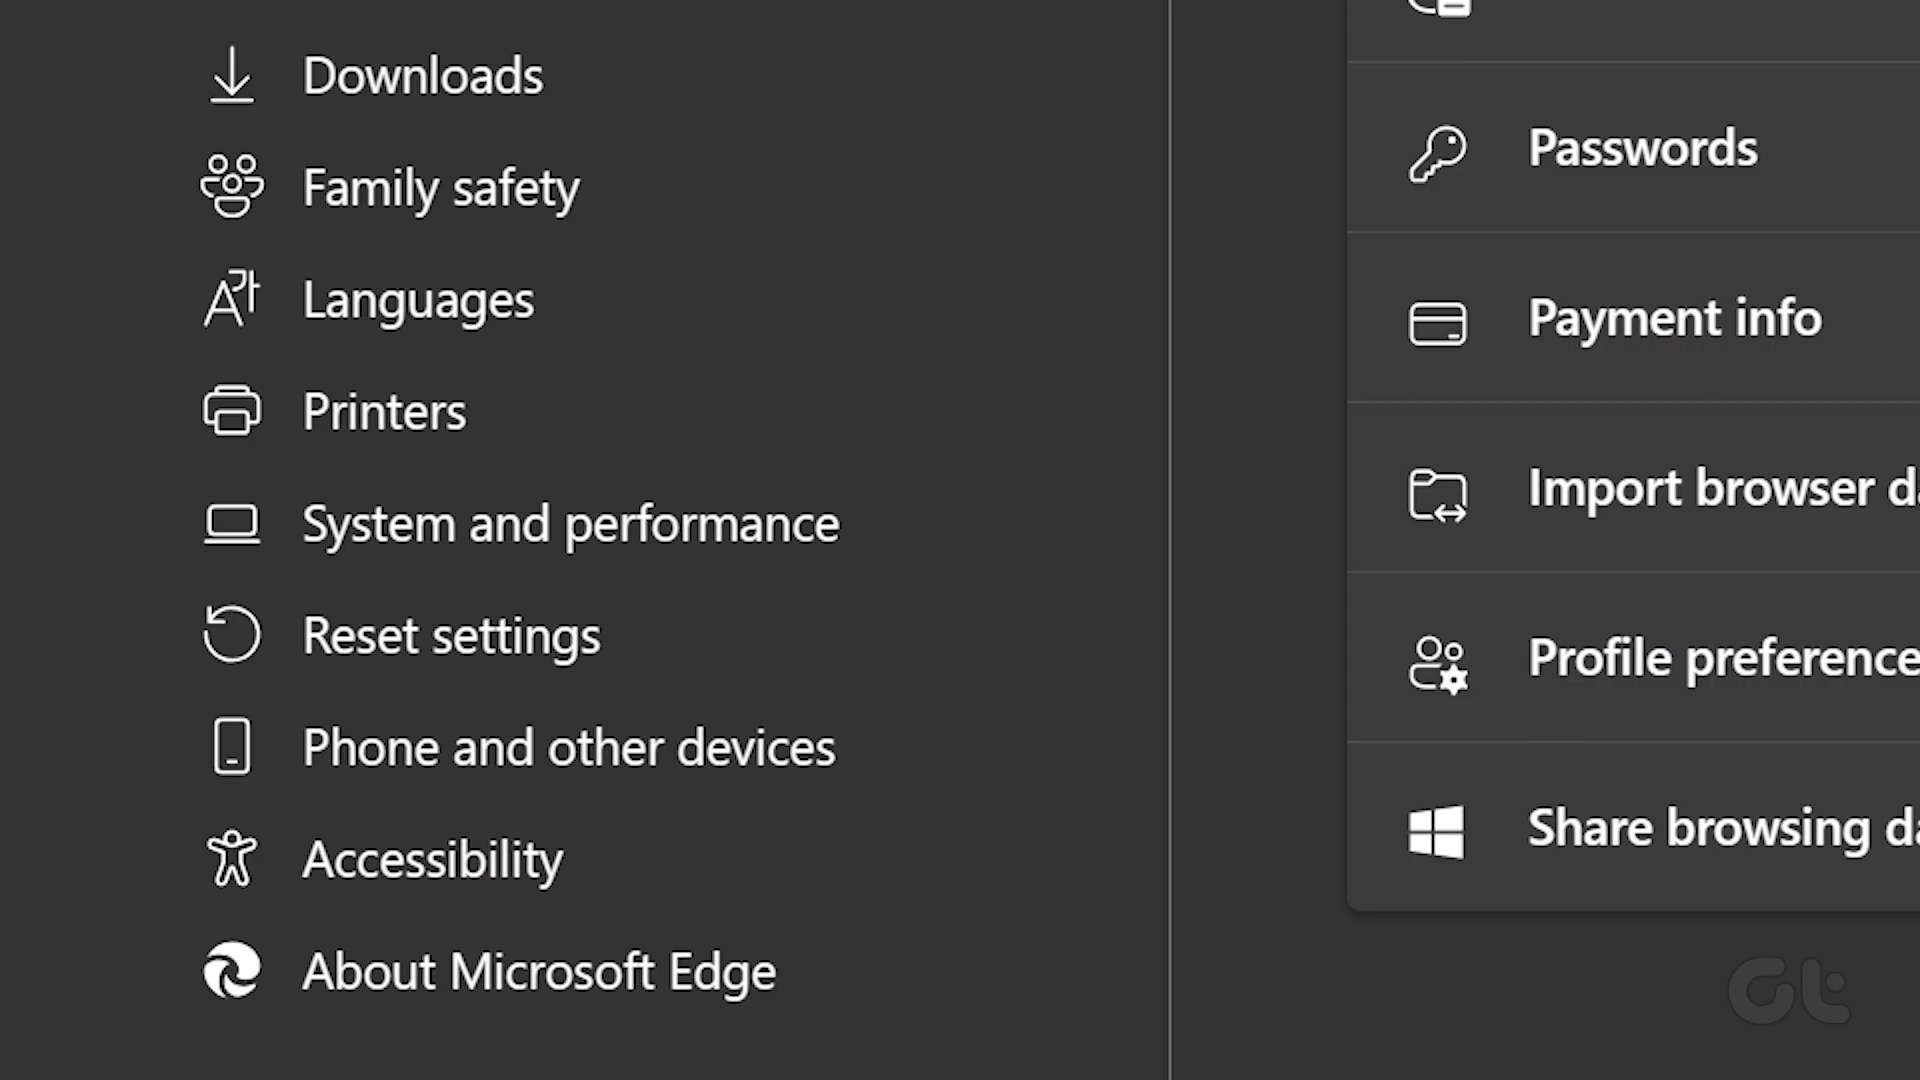 Downloads
Family safety
Languages
Printers
System and performance
Reset settings
Phone and other devices
Accessibility
About Microsoft Edge
Passwords
Payment info
Import browser
Profile preference
Share browsing
Gt